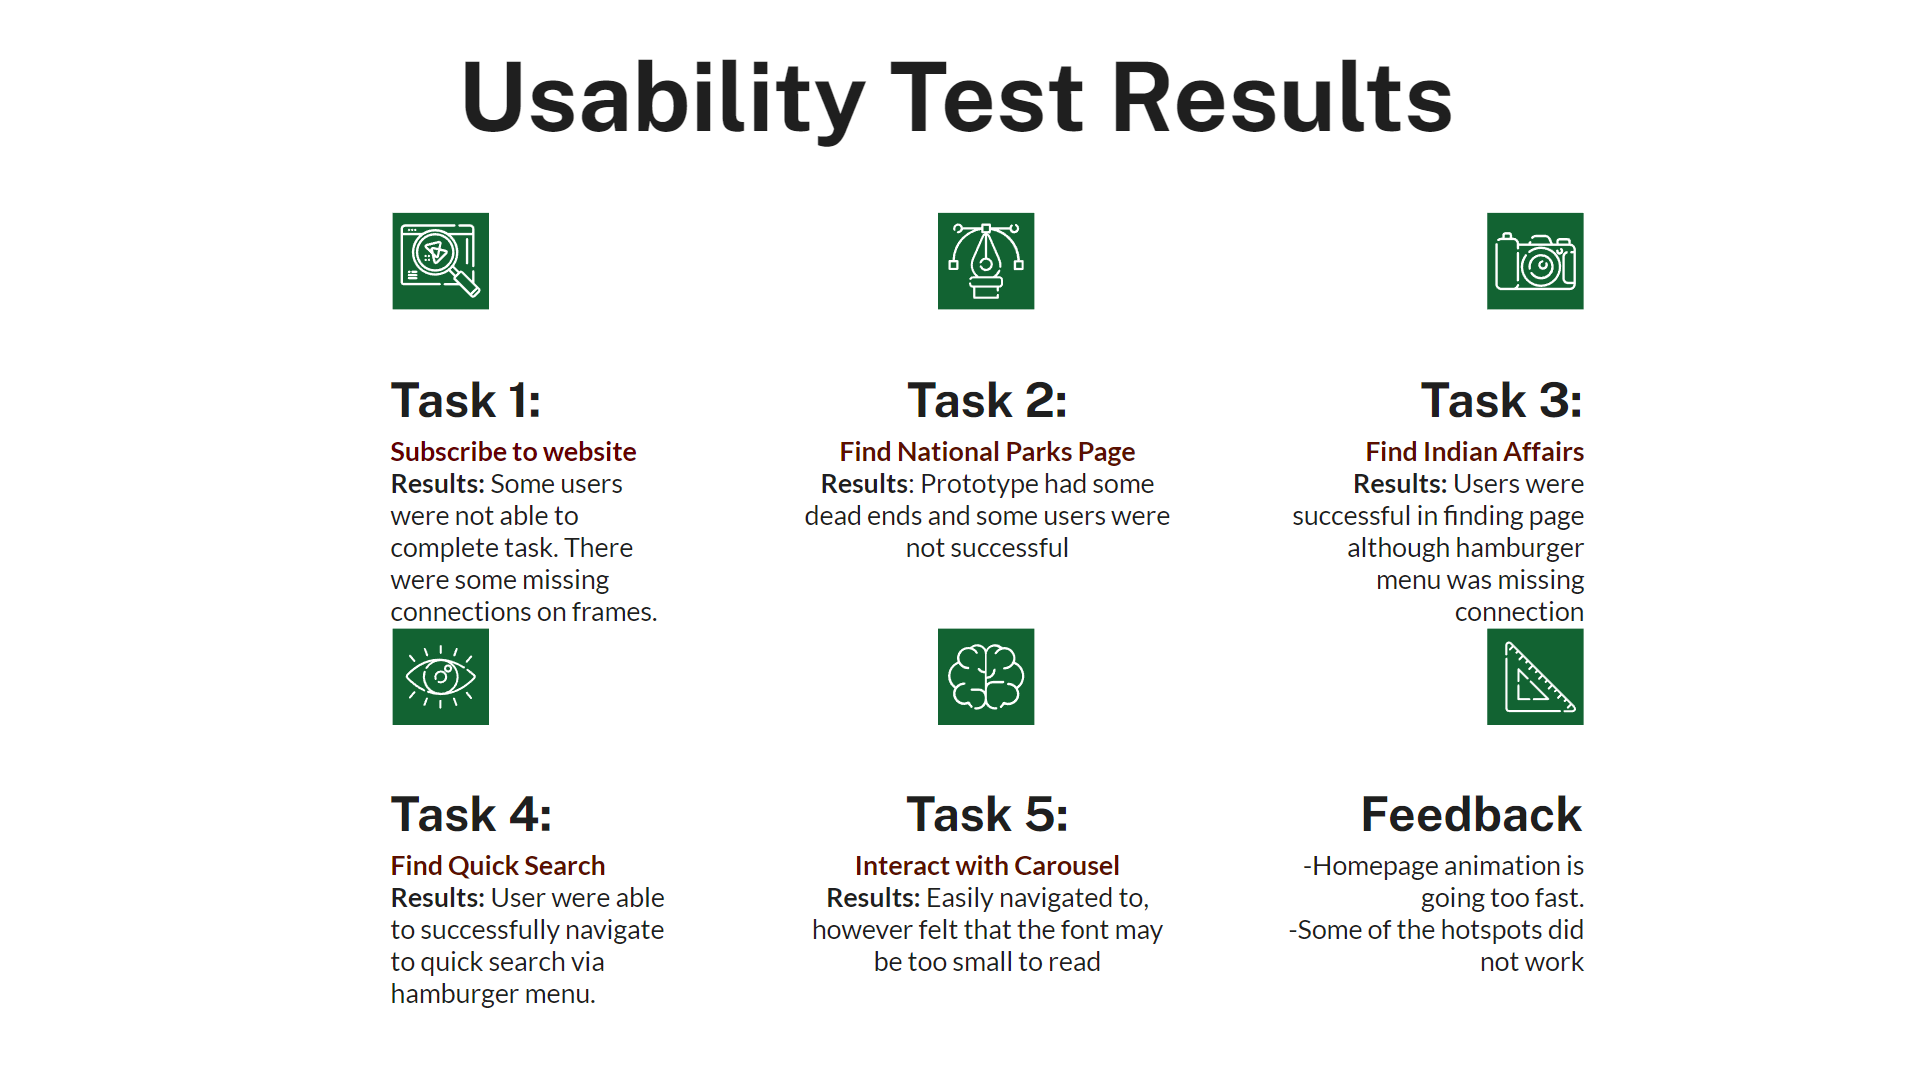 Usability Test Results
Task 1:
Subscribe to website
Results: Some users
were not able to
complete task. There
were some missing
connections on frames.
Task 2:
Find National Parks Page
Results: Prototype had some
dead ends and some users were
not successful
Task 3:
Find Indian Affairs
Results: Users were
successful in finding page
although hamburger
menu was missing
connection
Task 4:
Find Quick Search
Results: User were able
to successfully navigate
to quick search via
hamburger menu.
Task 5:
Interact with Carousel
Results: Easily navigated to,
however felt that the font may
be too small to read
Feedback
-Homepage animation is
going too fast.
-Some of the hotspots did
not work